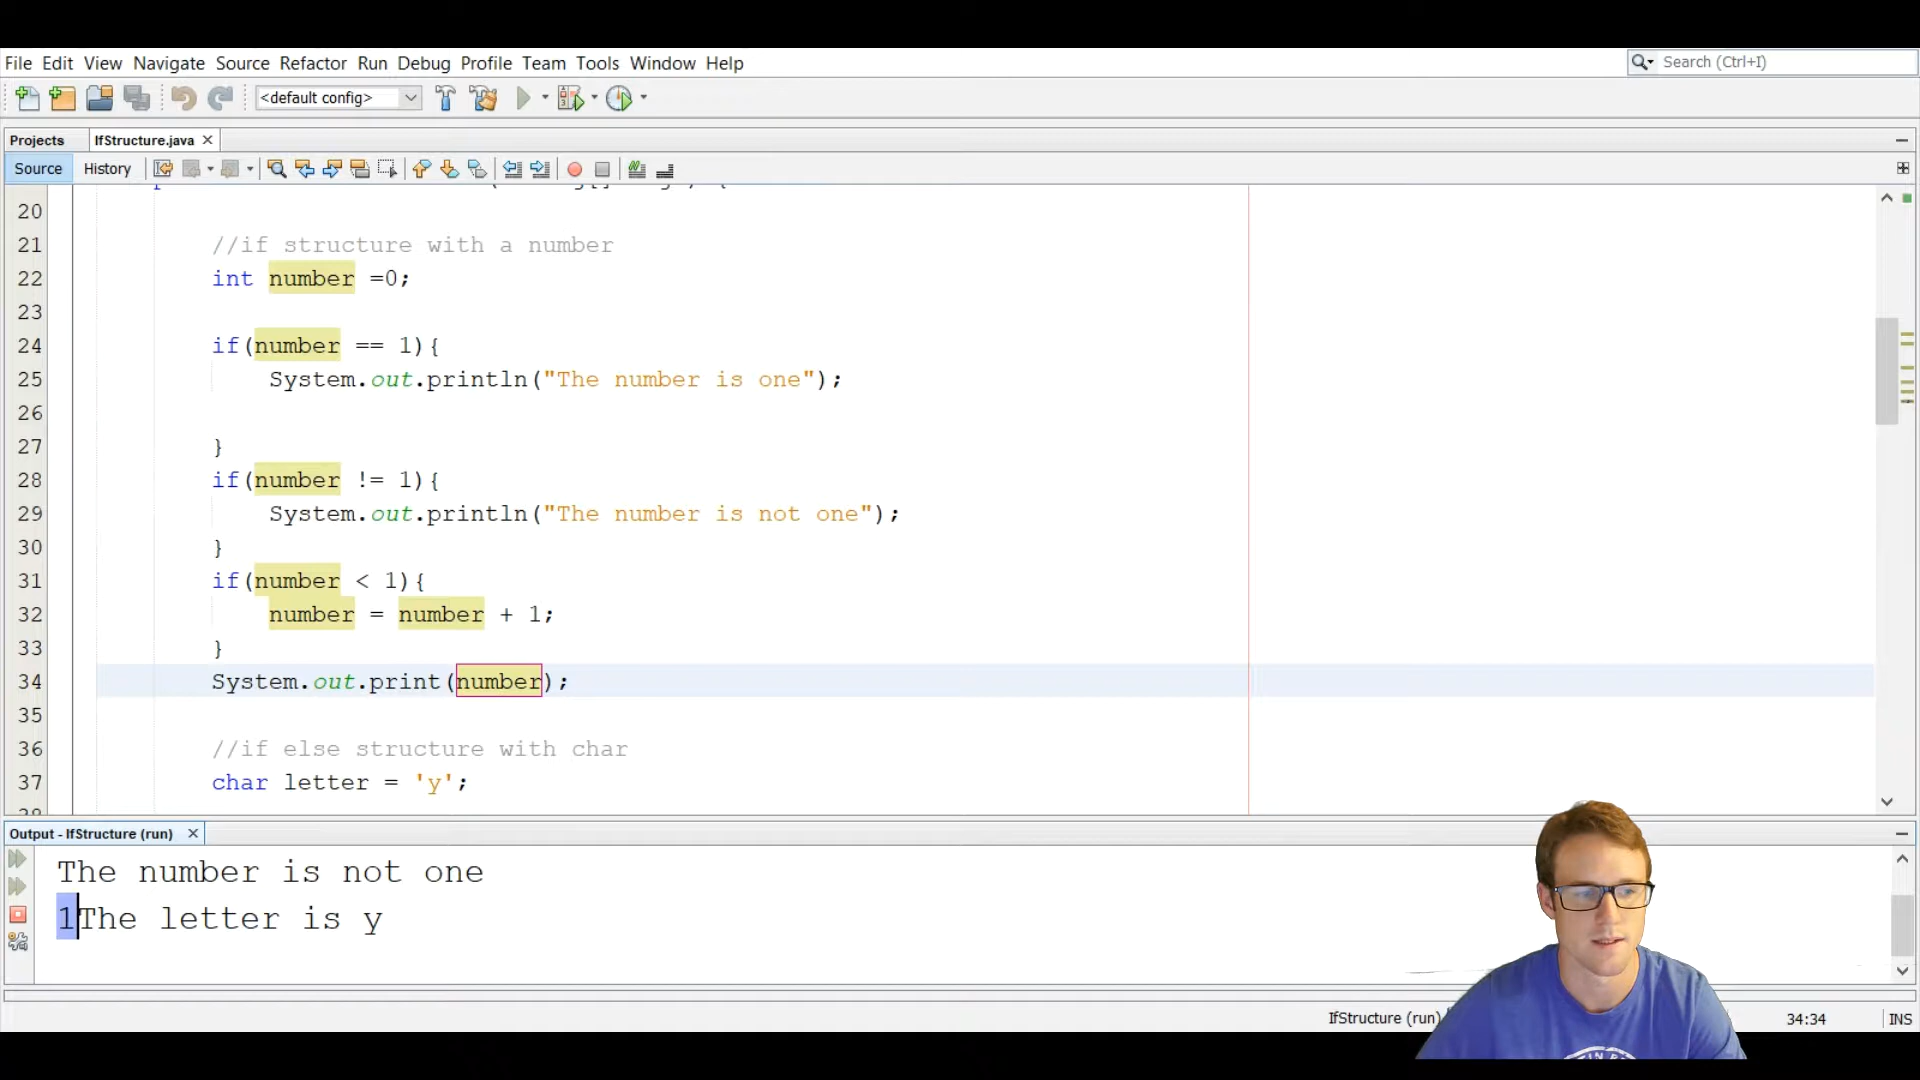 File Edit View Navigate Source Refactor Run Debug Profile Team Tools Window Help
Search (Ctrl+I)
<default config>
Projects IfStructure.java
Source History
20
21 //if structure with a number
22 int number =0;
23
24 if(number == 1){
25 System.out.println("The number is one");
26
27 }
28 if(number != 1){
29 System.out.println("The number is not one");
30 }
31 if(number < 1){
32 number = number + 1;
33 }
34 System.out.print(number);
35
36 //if else structure with char
37 char letter = 'y';
Output - IfStructure (run)
The number is not one
1The letter is y
IfStructure (run) 34:34 INS